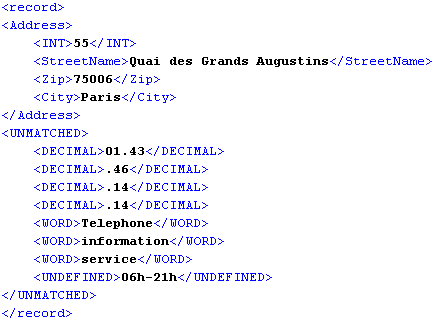 <record>
<Address>
<INT>55</INT>
<StreetName>Quai des Grands Augustins</StreetName>
<Zip>75006</Zip>
<City>Paris</City>
</Address>
<UNMATCHED>
<DECIMAL>01.43</DECIMAL>
<DECIMAL>.46</DECIMAL>
<DECIMAL>.14</DECIMAL>
<DECIMAL>.14</DECIMAL>
<WORD>Telephone</WORD>
<WORD>information</WORD>
<WORD>service</WORD>
<UNDEFINED>06h-21h</UNDEFINED>
</UNMATCHED>
</record>